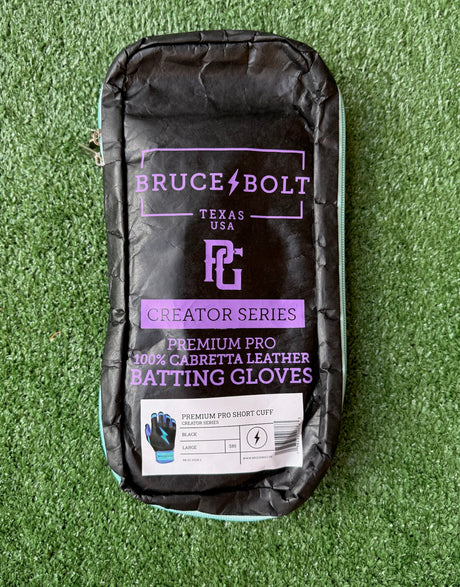 BRUCE BOLT
TEXAS
USA
PG
CREATOR SERIES
PREMIUM PRO
100% CABRETTA LEATHER
BATTING GLOVES
PREMIUM PRO SHORT CUFF
CREATOR SERIES
BLACK
LARGE